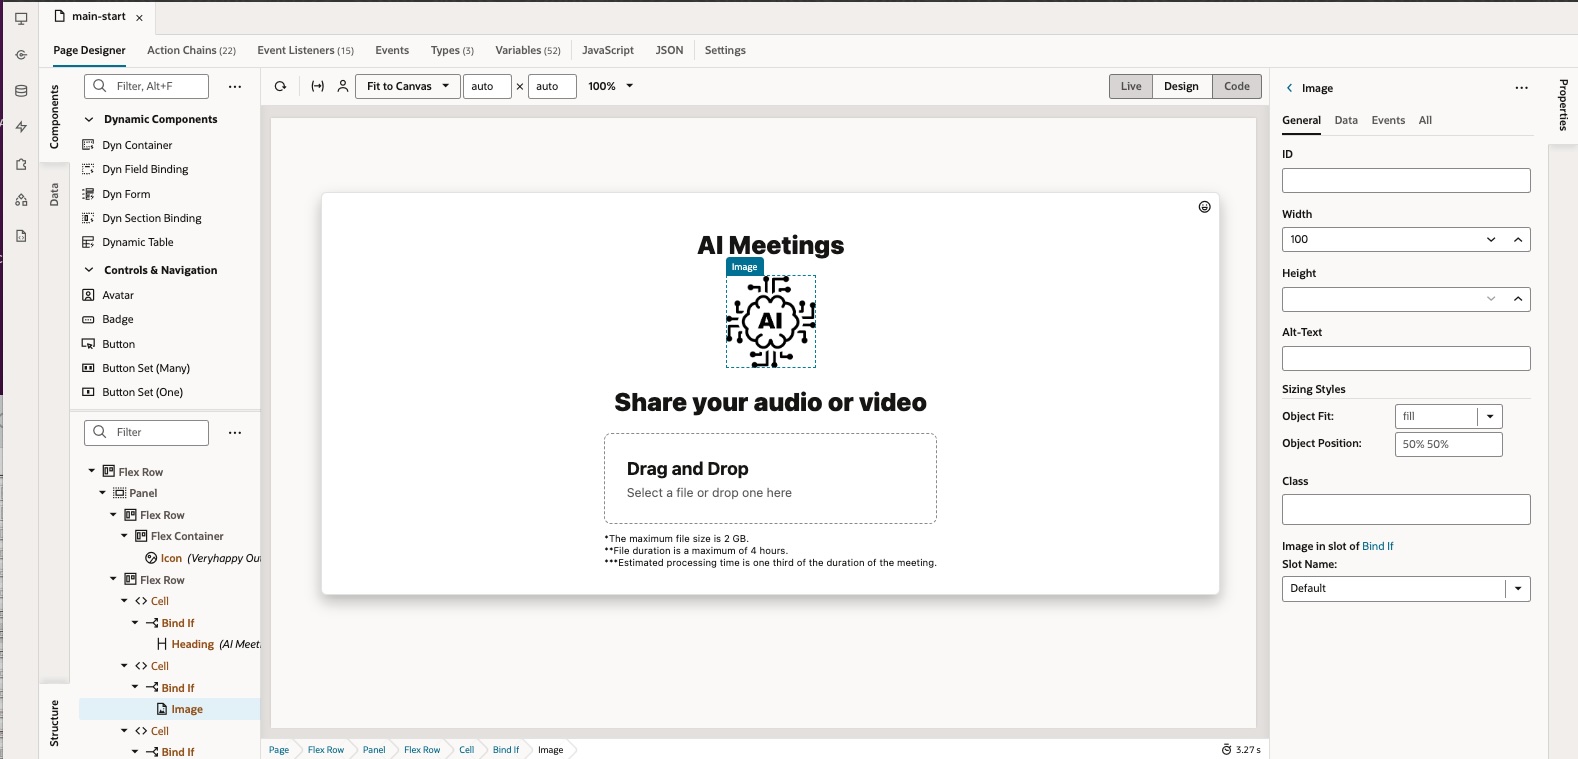 main-start
Page Designer
Action Chains (22)
Event Listeners (15)
Events
Types (3)
Variables (52)
JavaScript
JSON
Settings
Components
Data
Structure
Filter, Alt+F
Dynamic Components
Dyn Container
Dyn Field Binding
Dyn Form
Dyn Section Binding
Dynamic Table
Controls & Navigation
Avatar
Badge
Button
Button Set (Many)
Button Set (One)
Filter
Flex Row
Panel
Flex Row
Flex Container
Icon (Veryhappy Ou
Flex Row
Cell
Bind If
Heading (AI Meet
Cell
Bind If
Image
Cell
Bind If
Fit to Canvas
auto × auto
100%
Live
Design
Code
AI Meetings
Image
AI
Share your audio or video
Drag and Drop
Select a file or drop one here
*The maximum file size is 2 GB.
**File duration is a maximum of 4 hours.
***Estimated processing time is one third of the duration of the meeting.
Page
Flex Row
Panel
Flex Row
Cell
Bind If
Image
3.27 s
Image
General
Data
Events
All
ID
Width
100
Height
Alt-Text
Sizing Styles
Object Fit:
fill
Object Position:
50% 50%
Class
Image in slot of Bind If
Slot Name:
Default
Properties